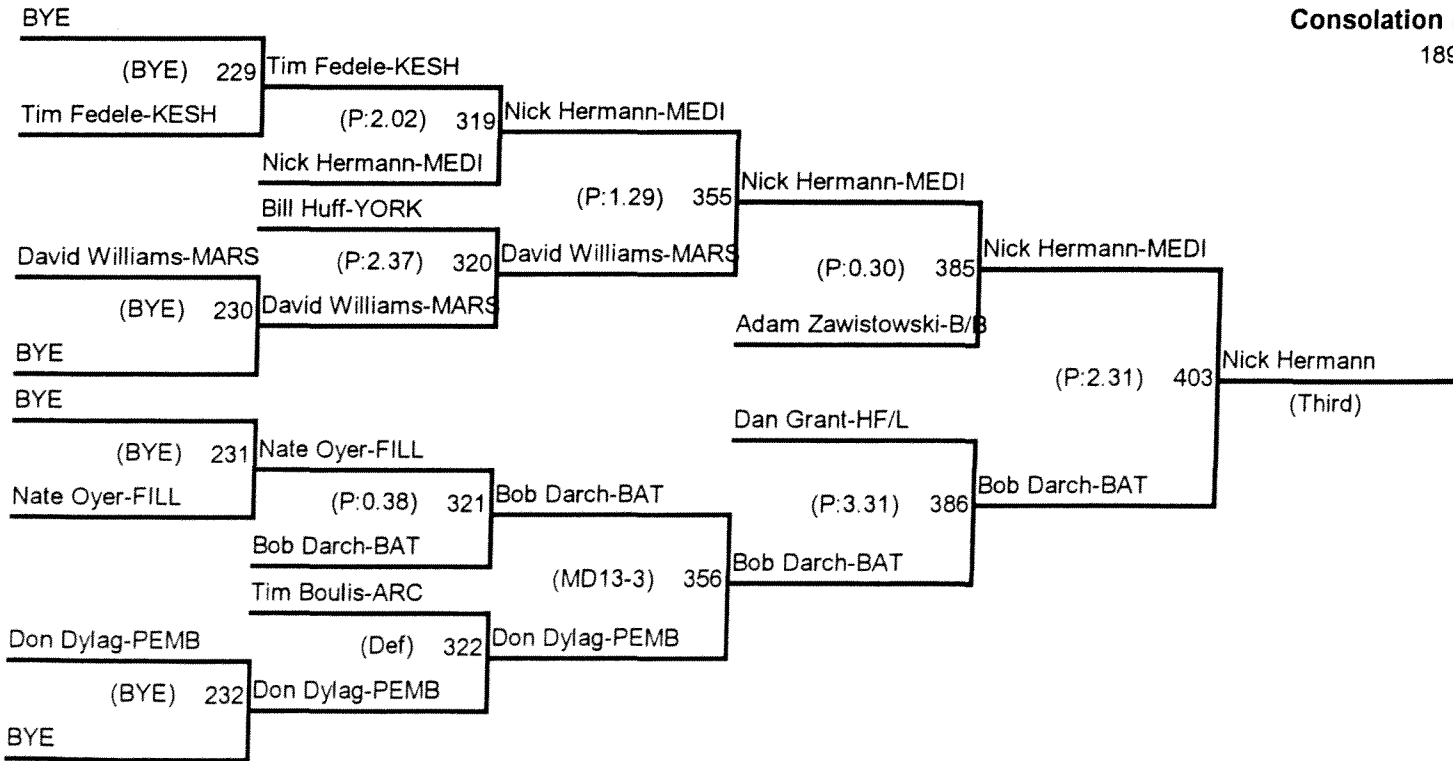 BYE
Consolation
189
(BYE) 229
Tim Fedele-KESH
Tim Fedele-KESH
(P:2.02) 319
Nick Hermann-MEDI
Nick Hermann-MEDI
Bill Huff-YORK
(P:1.29) 355
Nick Hermann-MEDI
David Williams-MARS
(P:2.37) 320
David Williams-MARS
(BYE) 230
David Williams-MARS
BYE
(P:0.30) 385
Nick Hermann-MEDI
Adam Zawistowski-B/B
(P:2.31) 403
Nick Hermann
(Third)
BYE
(BYE) 231
Nate Oyer-FILL
Nate Oyer-FILL
(P:0.38) 321
Bob Darch-BAT
Bob Darch-BAT
Dan Grant-HF/L
(P:3.31) 386
Bob Darch-BAT
(MD13-3) 356
Bob Darch-BAT
Tim Boulis-ARC
Don Dylag-PEMB
(Def) 322
Don Dylag-PEMB
(BYE) 232
Don Dylag-PEMB
BYE